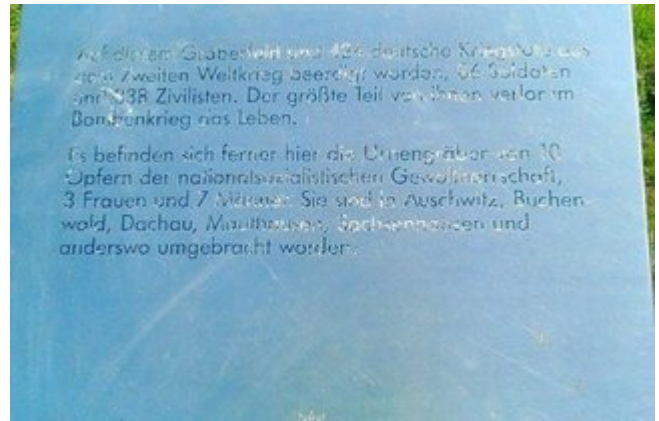 Auf diesem Gräberfeld sind 424 deutsche Kriegstote aus
dem Zweiten Weltkrieg beerdigt worden, 86 Soldaten
und 338 Zivilisten. Der größte Teil von ihnen verlor im
Bombenkrieg das Leben.
Es befinden sich ferner hier die Urnengräber von 10
Opfern der nationalsozialistischen Gewaltherrschaft,
3 Frauen und 7 Männer. Sie sind in Auschwitz, Buchen-
wald, Dachau, Mauthausen, Sachsenhausen und
anderswo umgebracht worden.